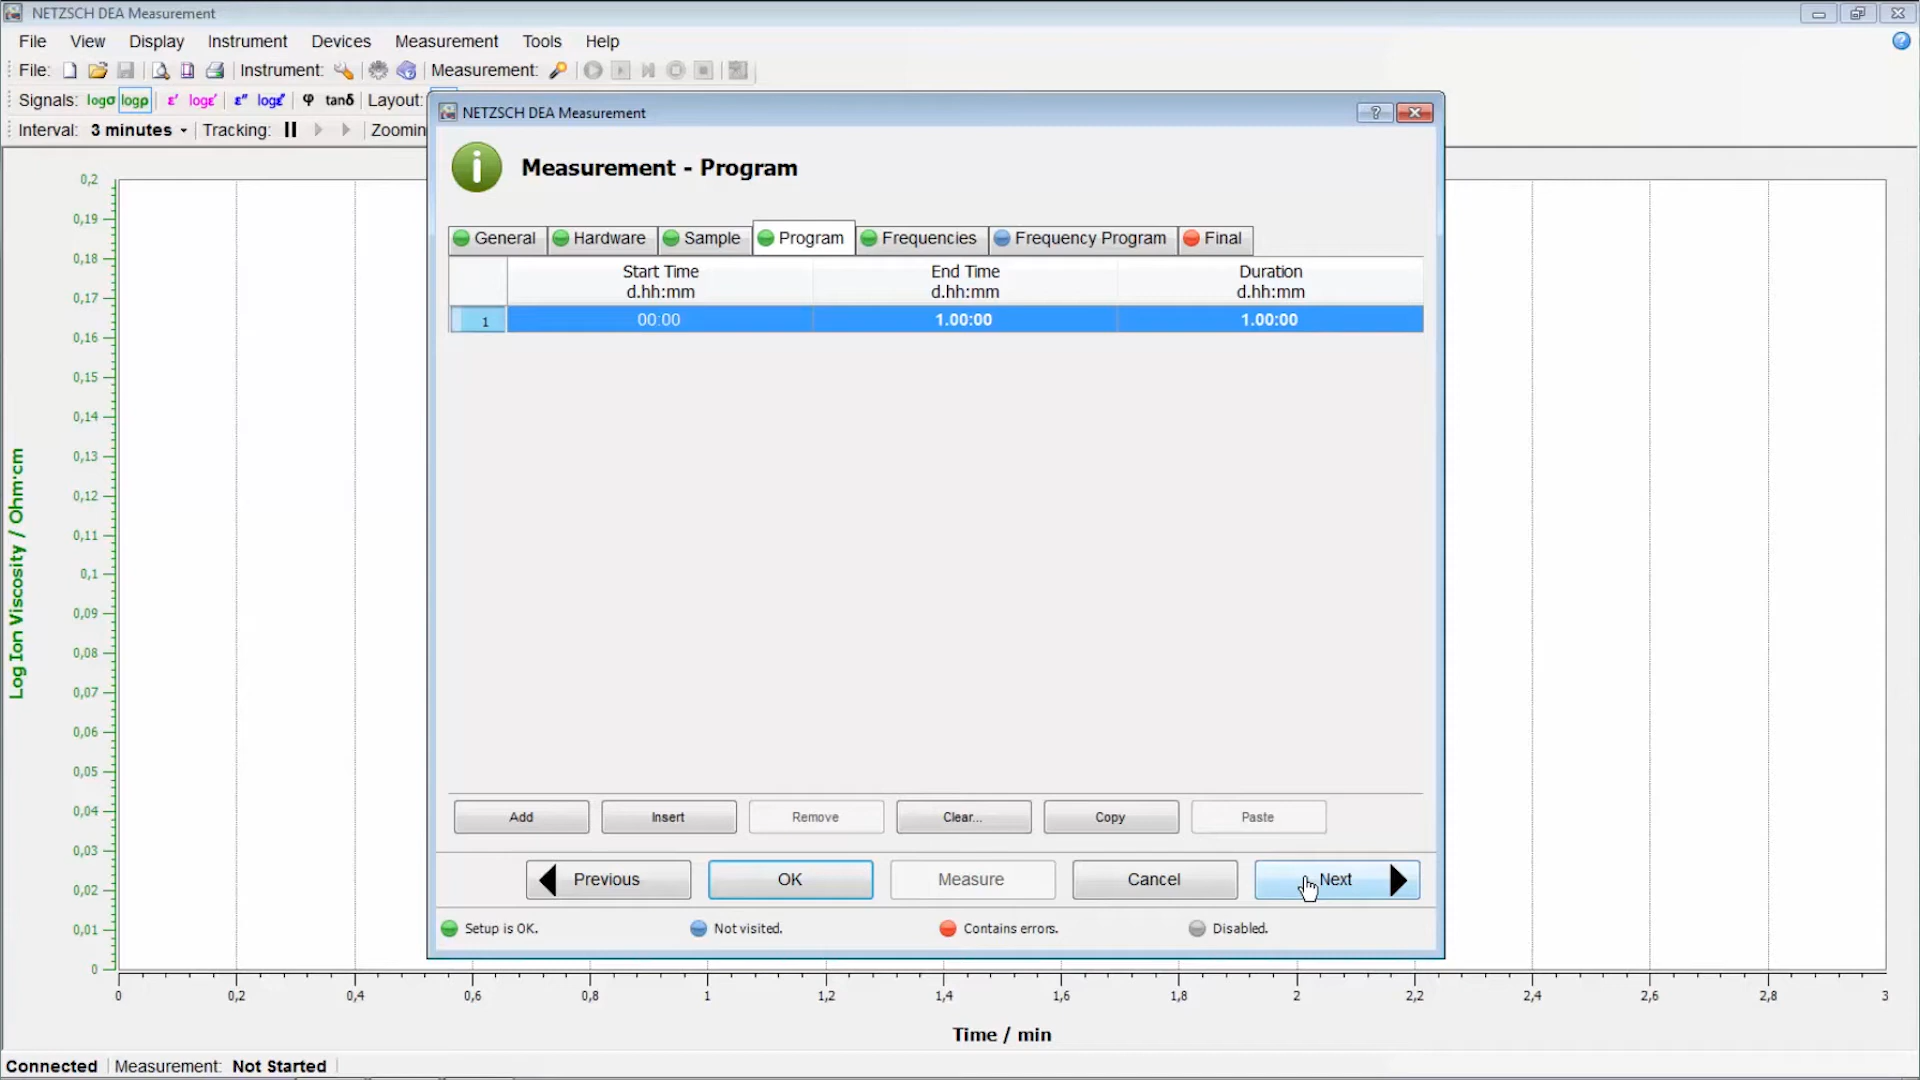 NETZSCH DEA Measurement
File View Display Instrument Devices Measurement Tools Help
File: Instrument: Measurement:
Signals: logσ logρ ε' logε' ε'' logε'' φ tanδ Layout:
Interval: 3 minutes Tracking: Zoomin
NETZSCH DEA Measurement
Measurement - Program
General Hardware Sample Program Frequencies Frequency Program Final
Start Time End Time Duration
d.hh:mm d.hh:mm d.hh:mm
1 00:00 1.00:00 1.00:00
Add Insert Remove Clear... Copy Paste
Previous OK Measure Cancel Next
Setup is OK. Not visited. Contains errors. Disabled.
Log Ion Viscosity / Ohm·cm
0,2
0,19
0,18
0,17
0,16
0,15
0,14
0,13
0,12
0,11
0,1
0,09
0,08
0,07
0,06
0,05
0,04
0,03
0,02
0,01
0
0 0,2 0,4 0,6 0,8 1 1,2 1,4 1,6 1,8 2 2,2 2,4 2,6 2,8 3
Time / min
Connected Measurement: Not Started